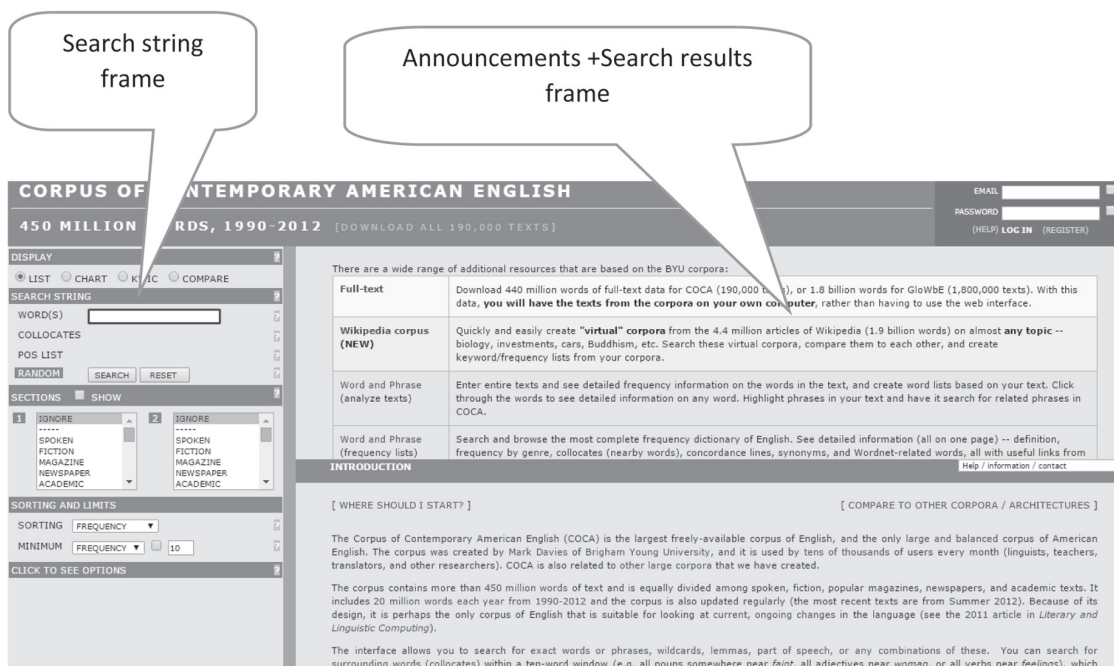 Search string
frame
Announcements +Search results
frame
CORPUS OF NTEMPORARY AMERICAN ENGLISH
450 MILLION RDS, 1990-2012 [DOWNLOAD ALL 190,000 TEXTS]
EMAIL
PASSWORD
(HELP) LOG IN (REGISTER)
DISPLAY ?
LIST CHART K IC COMPARE
SEARCH STRING ?
WORD(S)
COLLOCATES
POS LIST
RANDOM SEARCH RESET
SECTIONS SHOW ?
1 IGNORE 2 IGNORE
----- -----
SPOKEN SPOKEN
FICTION FICTION
MAGAZINE MAGAZINE
NEWSPAPER NEWSPAPER
ACADEMIC ACADEMIC
SORTING AND LIMITS
SORTING FREQUENCY
MINIMUM FREQUENCY 10
CLICK TO SEE OPTIONS ?
There are a wide range of additional resources that are based on the BYU corpora:
Full-text
Download 440 million words of full-text data for COCA (190,000 t s), or 1.8 billion words for GloWbE (1,800,000 texts). With this
data, you will have the texts from the corpora on your own computer, rather than having to use the web interface.
Wikipedia corpus
(NEW)
Quickly and easily create "virtual" corpora from the 4.4 million articles of Wikipedia (1.9 billion words) on almost any topic --
biology, investments, cars, Buddhism, etc. Search these virtual corpora, compare them to each other, and create
keyword/frequency lists from your corpora.
Word and Phrase
(analyze texts)
Enter entire texts and see detailed frequency information on the words in the text, and create word lists based on your text. Click
through the words to see detailed information on any word. Highlight phrases in your text and have it search for related phrases in
COCA.
Word and Phrase
(frequency lists)
Search and browse the most complete frequency dictionary of English. See detailed information (all on one page) -- definition,
frequency by genre, collocates (nearby words), concordance lines, synonyms, and Wordnet-related words, all with useful links from
INTRODUCTION
Help / information / contact
[ WHERE SHOULD I START? ] [ COMPARE TO OTHER CORPORA / ARCHITECTURES ]
The Corpus of Contemporary American English (COCA) is the largest freely-available corpus of English, and the only large and balanced corpus of American
English. The corpus was created by Mark Davies of Brigham Young University, and it is used by tens of thousands of users every month (linguists, teachers,
translators, and other researchers). COCA is also related to other large corpora that we have created.
The corpus contains more than 450 million words of text and is equally divided among spoken, fiction, popular magazines, newspapers, and academic texts. It
includes 20 million words each year from 1990-2012 and the corpus is also updated regularly (the most recent texts are from Summer 2012). Because of its
design, it is perhaps the only corpus of English that is suitable for looking at current, ongoing changes in the language (see the 2011 article in Literary and
Linguistic Computing).
The interface allows you to search for exact words or phrases, wildcards, lemmas, part of speech, or any combinations of these. You can search for
surrounding words (collocates) within a ten-word window (e.g. all nouns somewhere near faint, all adjectives near woman, or all verbs near feelings), which